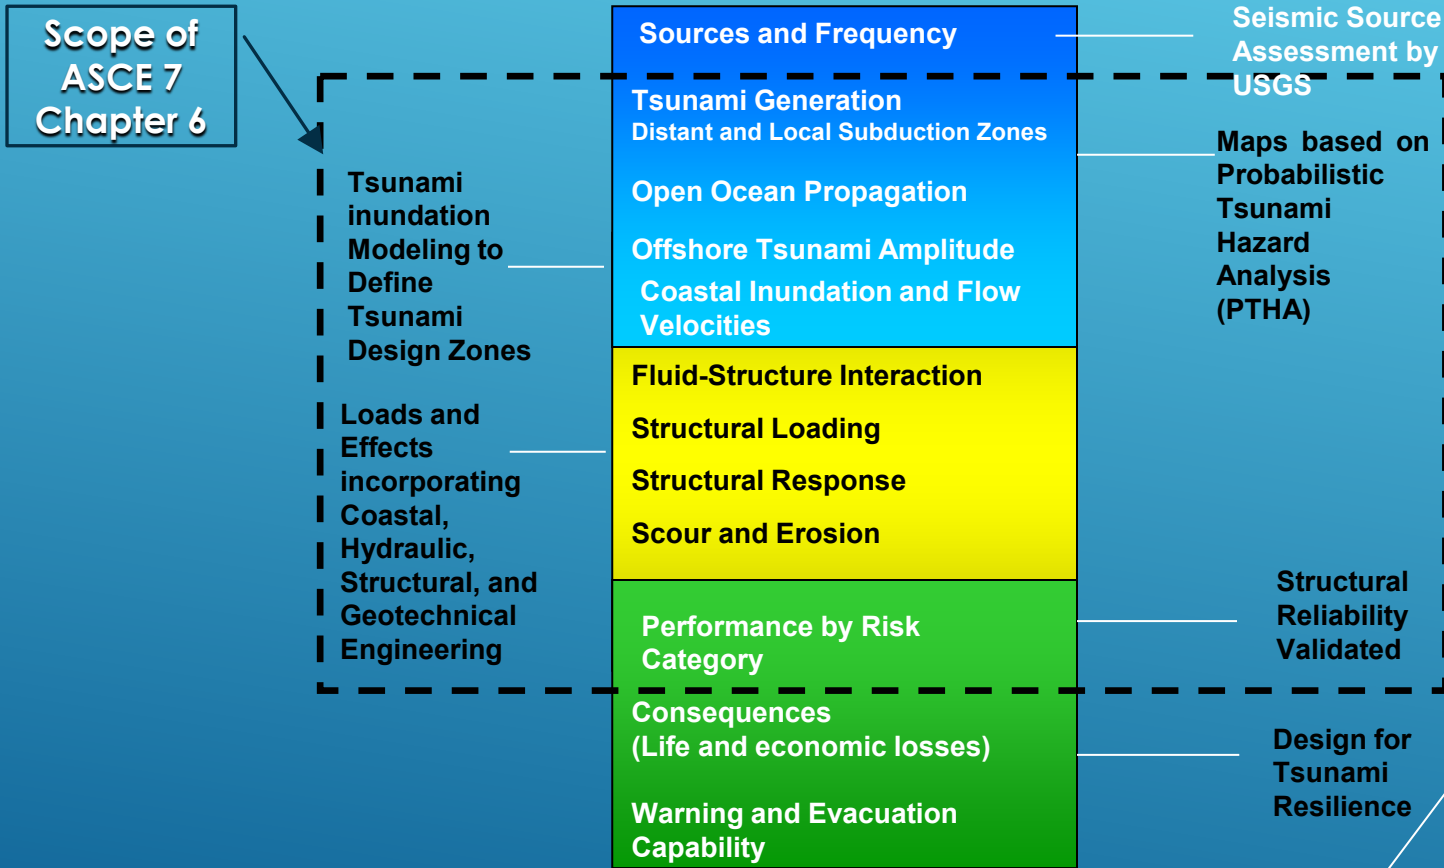 Scope of
ASCE 7
Chapter 6
Sources and Frequency
Seismic Source
Assessment by
USGS
Tsunami Generation
Distant and Local Subduction Zones
Open Ocean Propagation
Offshore Tsunami Amplitude
Coastal Inundation and Flow
Velocities
Maps based on
Probabilistic
Tsunami
Hazard
Analysis
(PTHA)
Tsunami
inundation
Modeling to
Define
Tsunami
Design Zones
Fluid-Structure Interaction
Structural Loading
Structural Response
Scour and Erosion
Loads and
Effects
incorporating
Coastal,
Hydraulic,
Structural, and
Geotechnical
Engineering
Performance by Risk
Category
Structural
Reliability
Validated
Consequences
(Life and economic losses)
Warning and Evacuation
Capability
Design for
Tsunami
Resilience